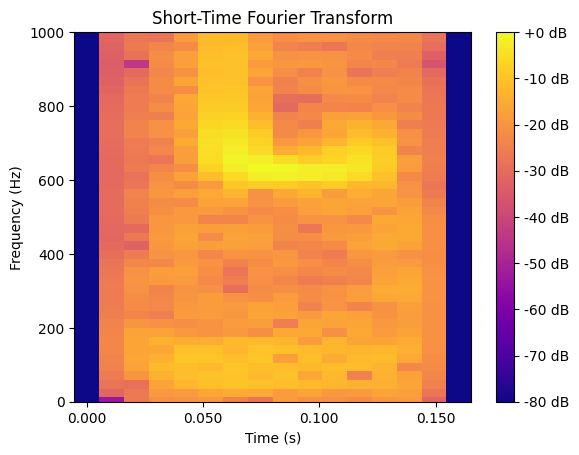 Short-Time Fourier Transform
1000
800
600
400
200
0
Frequency (Hz)
0.000
0.050
0.100
0.150
Time (s)
+0 dB
-10 dB
-20 dB
-30 dB
-40 dB
-50 dB
-60 dB
-70 dB
-80 dB